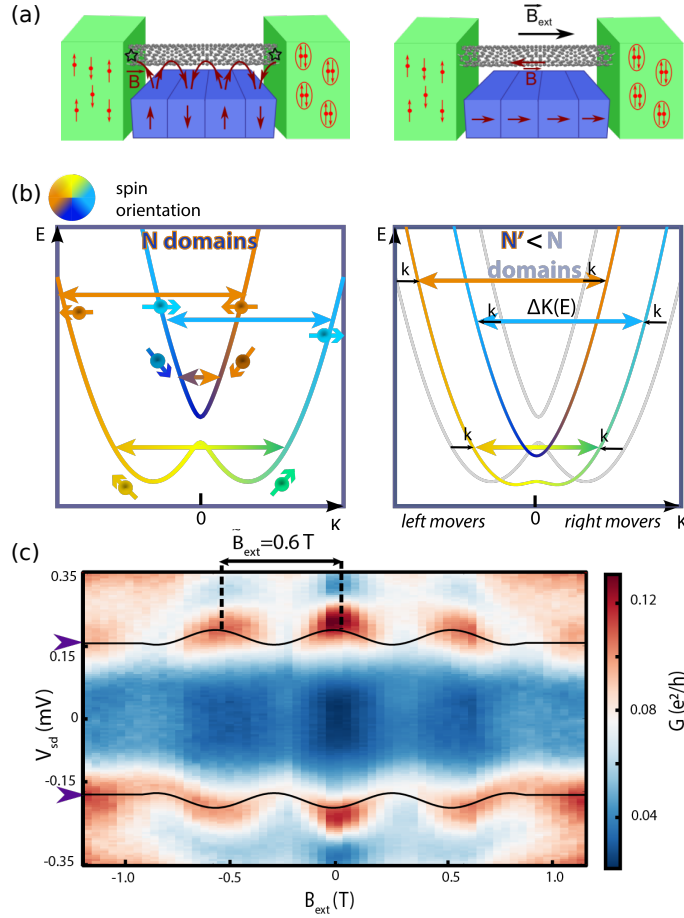 (a)
B
B_ext
B
(b)
spin
orientation
E
N domains
0
K
E
N' < N
domains
k
k
k
ΔK(E)
k
k
k
0
K
left movers
right movers
(c)
B̃_ext=0.6 T
0.35
0.15
0
-0.15
-0.35
V_sd (mV)
-1.0
-0.5
0
0.5
1.0
B_ext(T)
0.12
0.08
0.04
G (e²/h)